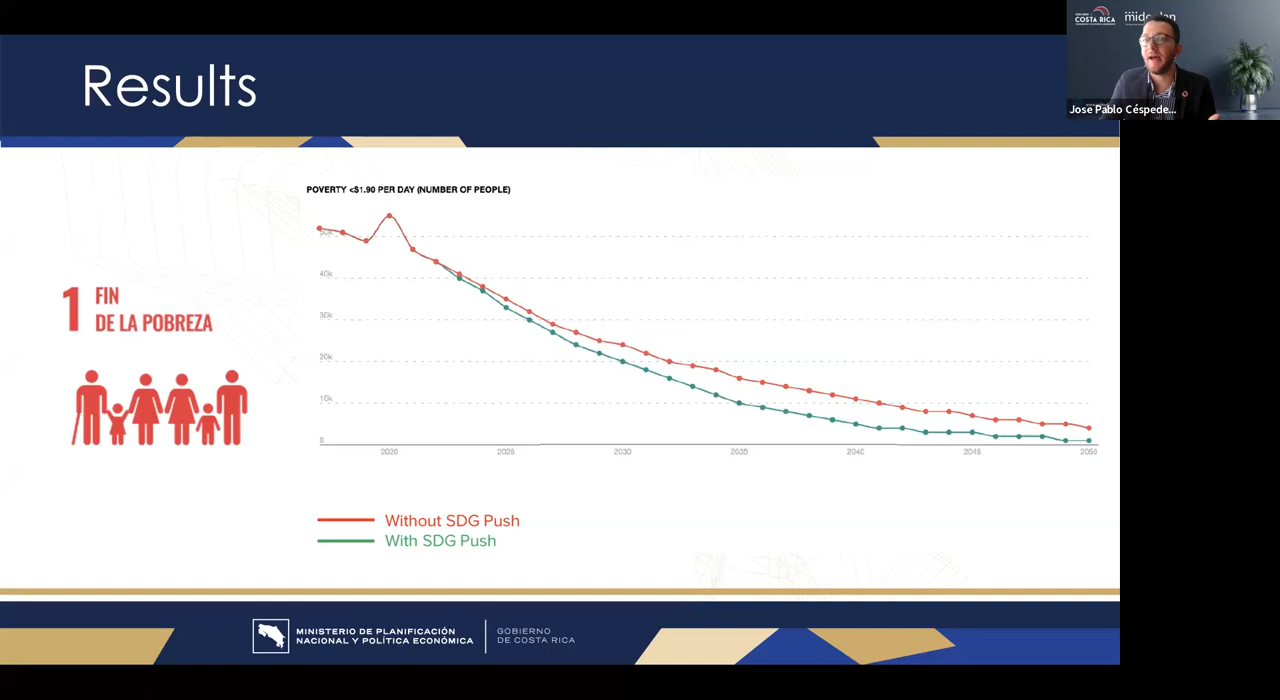 Results
COSTA RICA
José Pablo Céspede...
POVERTY <$1.90 PER DAY (NUMBER OF PEOPLE)
50k
40k
30k
20k
10k
0
2020
2025
2030
2035
2040
2045
2050
1 FIN
DE LA POBREZA
Without SDG Push
With SDG Push
MINISTERIO DE PLANIFICACIÓN
NACIONAL Y POLÍTICA ECONÓMICA
GOBIERNO
DE COSTA RICA